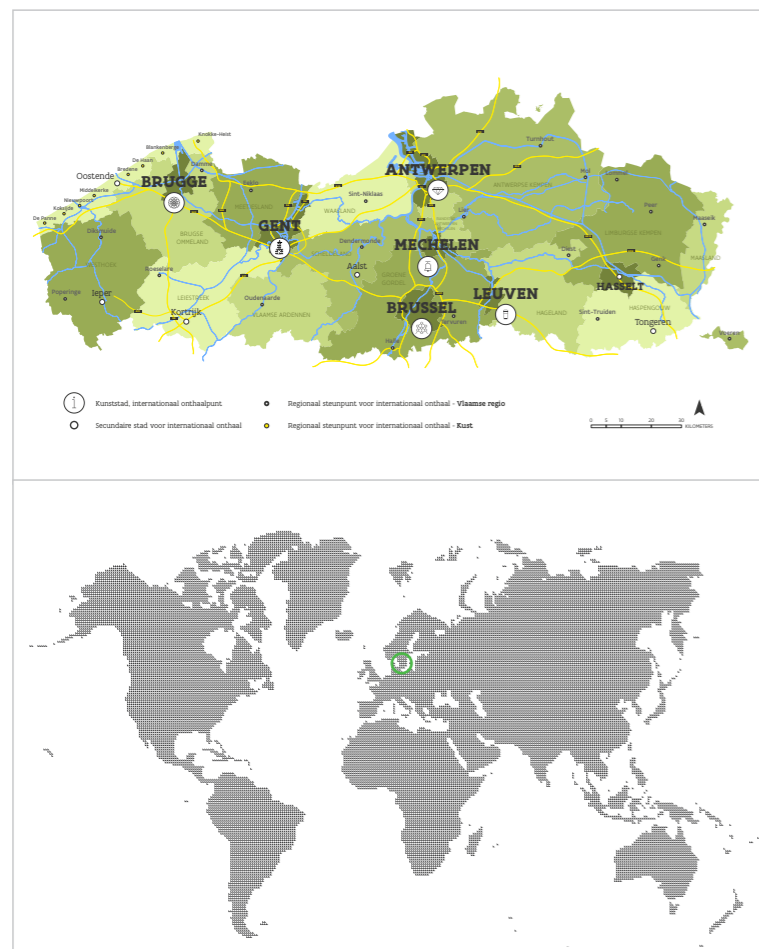 Knokke-Heist
Blankenberge
De Haan
Bredene
Damme
Oostende
BRUGGE
Middelkerke
Nieuwpoort
Koksijde
De Panne
Eeklo
MEETJESLAND
Diksmuide
BRUGSE
OMMELAND
WESTHOEK
GENT
Sint-Niklaas
WAASLAND
ANTWERPEN
Turnhout
Mol
Lommel
ANTWERPSE KEMPEN
Lier
Peer
Maaseik
LIMBURGSE KEMPEN
MAASLAND
Dendermonde
SCHELDELAND
MECHELEN
Diest
Genk
Roeselare
Aalst
GROENE
GORDEL
HASSELT
Poperinge
Ieper
LEIESTREEK
Oudenaarde
BRUSSEL
LEUVEN
Kortrijk
VLAAMSE ARDENNEN
Tervuren
HAGELAND
Sint-Truiden
HASPENGOUW
Tongeren
Halle
Voeren
Kunststad, internationaal onthaalpunt
Regionaal steunpunt voor internationaal onthaal - Vlaamse regio
Secundaire stad voor internationaal onthaal
Regionaal steunpunt voor internationaal onthaal - Kust
0 5 10 20 30
KILOMETERS